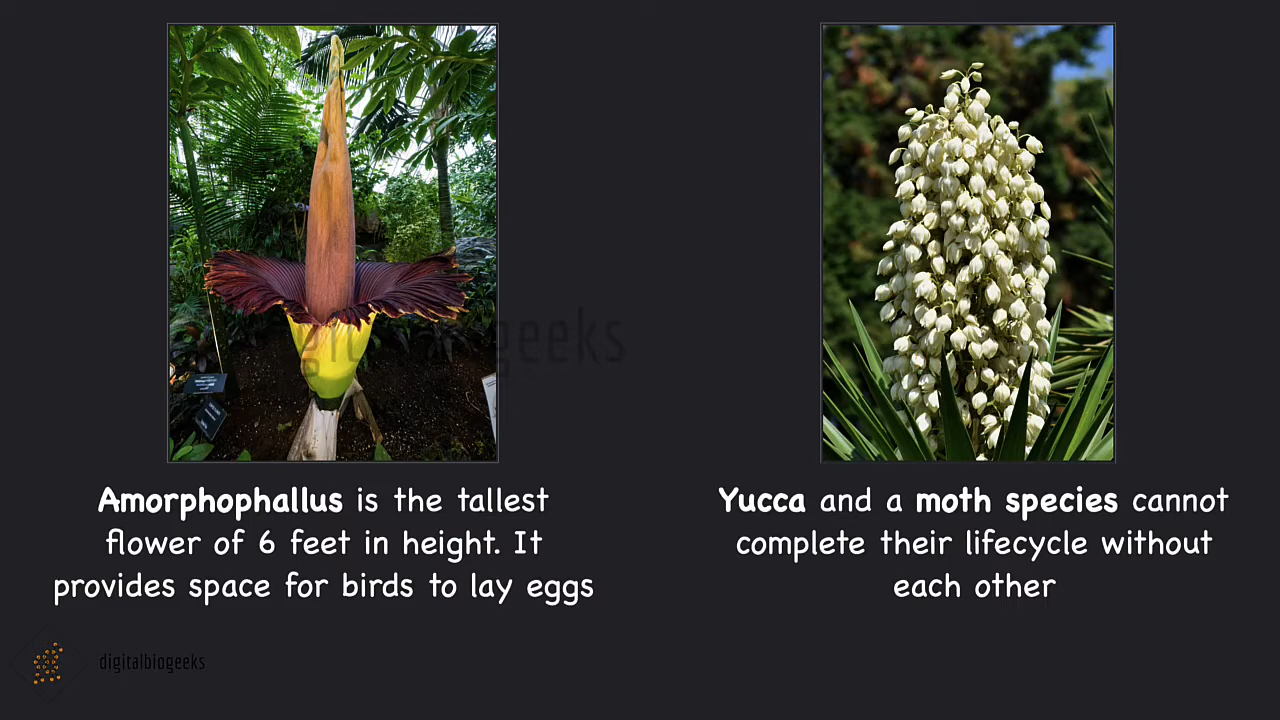 Amorphophallus is the tallest
flower of 6 feet in height. It
provides space for birds to lay eggs
Yucca and a moth species cannot
complete their lifecycle without
each other
digitalbiogeeks
digitalbiogeeks